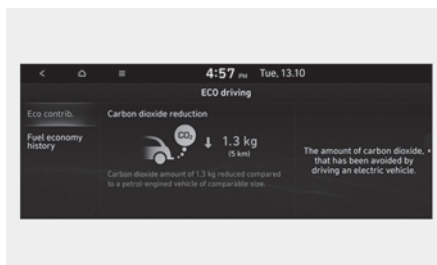 4:57 PM Tue, 13.10
ECO driving
Eco contrib.
Fuel economy
history
Carbon dioxide reduction
CO₂
1.3 kg
(5 km)
Carbon dioxide amount of 1.3 kg reduced compared
to a petrol-engined vehicle of comparable size.
The amount of carbon dioxide,
that has been avoided by
driving an electric vehicle.